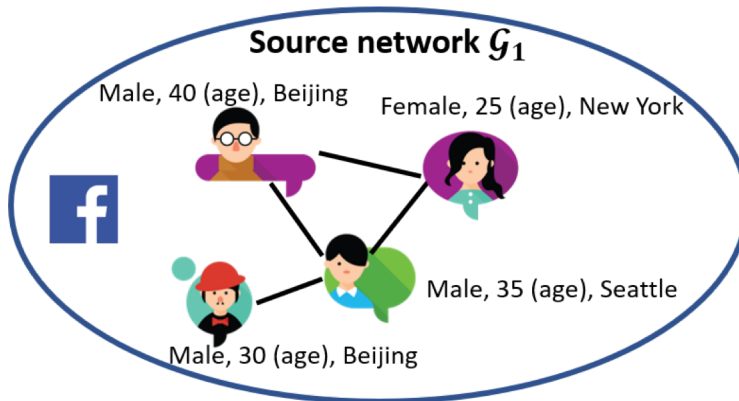 Source network 𝒢₁
Male, 40 (age), Beijing
Female, 25 (age), New York
f
Male, 35 (age), Seattle
Male, 30 (age), Beijing